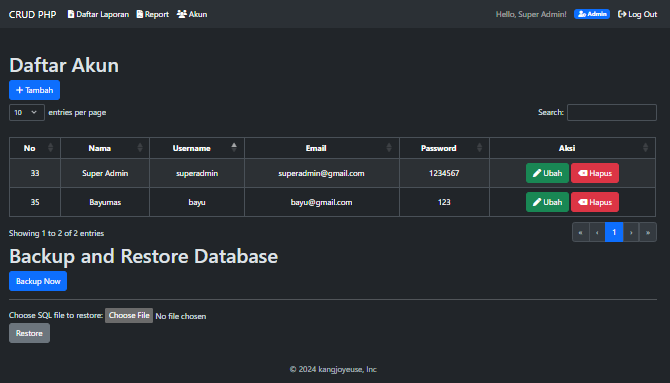 CRUD PHP Daftar Laporan Report Akun Hello, Super Admin! Admin Log Out
Daftar Akun
+ Tambah
10 entries per page Search:
No Nama Username Email Password Aksi
33 Super Admin superadmin superadmin@gmail.com 1234567 Ubah Hapus
35 Bayumas bayu bayu@gmail.com 123 Ubah Hapus
Showing 1 to 2 of 2 entries « ‹ 1 › »
Backup and Restore Database
Backup Now
Choose SQL file to restore: Choose File No file chosen
Restore
© 2024 kangjoyeuse, Inc